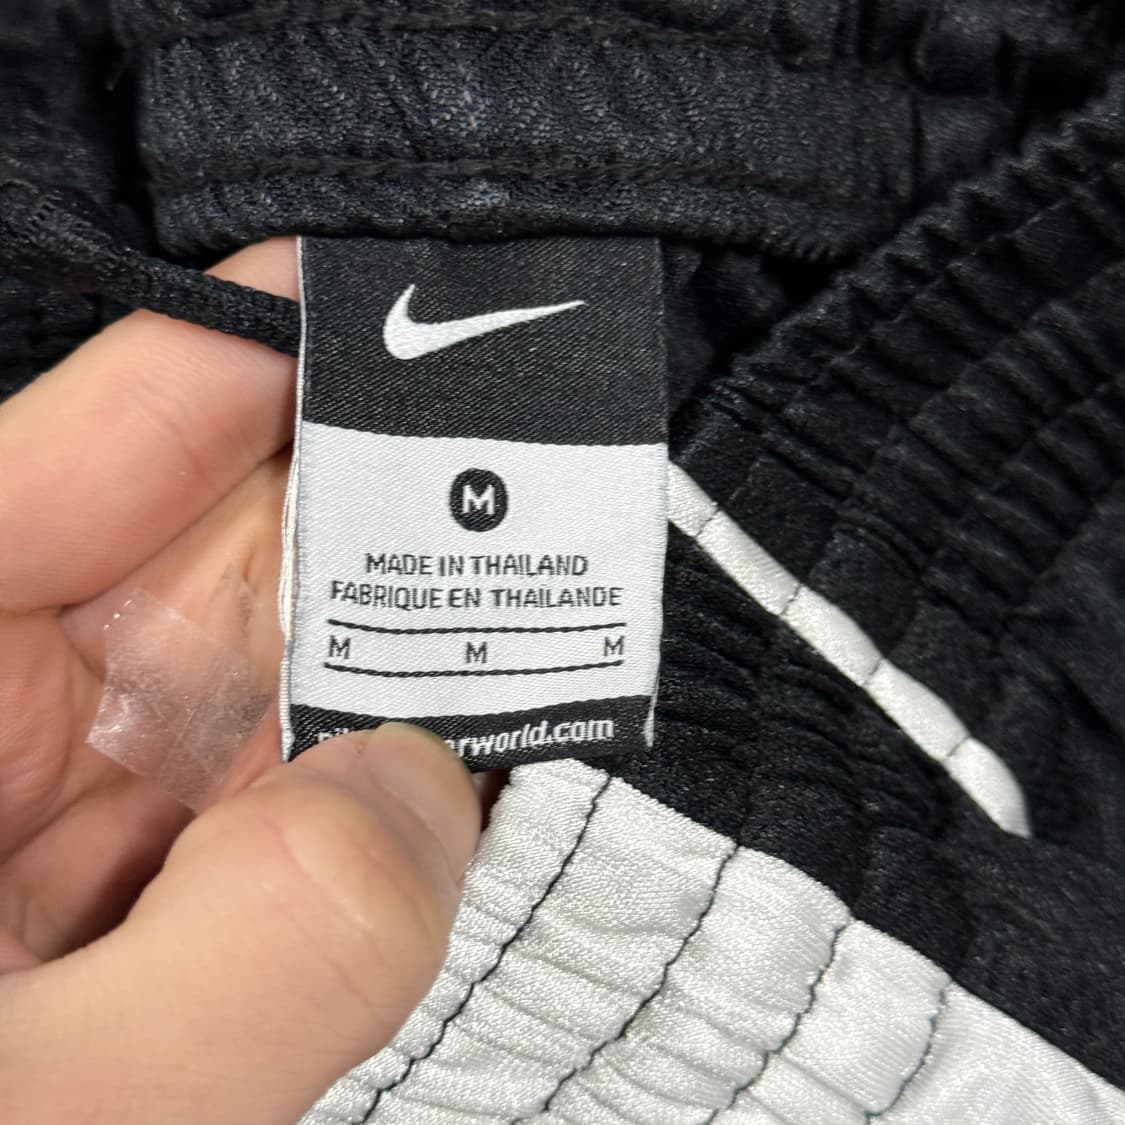 M
MADE IN THAILAND
FABRIQUE EN THAILANDE
M M M